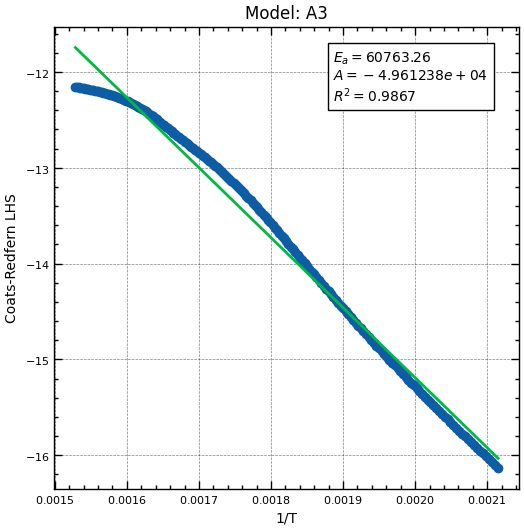 Model: A3
Coats-Redfern LHS
−12
−13
−14
−15
−16
E_a = 60763.26
A = −4.961238e + 04
R² = 0.9867
0.0015 0.0016 0.0017 0.0018 0.0019 0.0020 0.0021
1/T